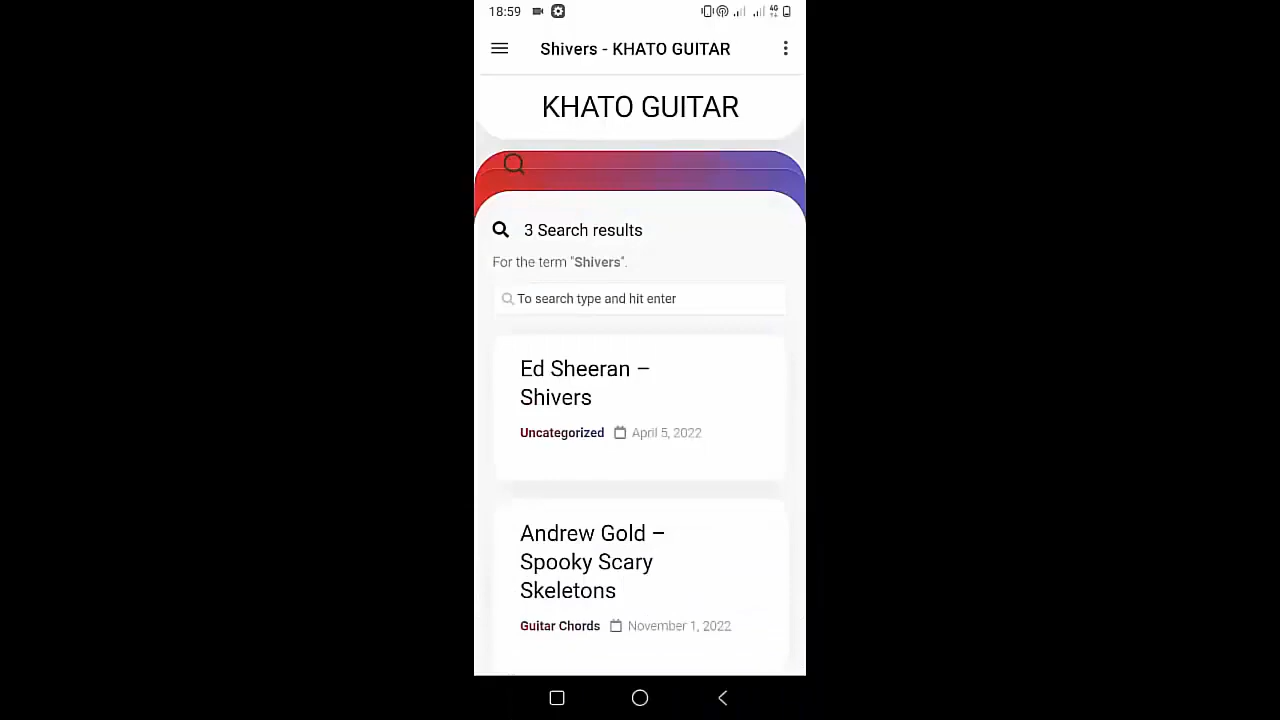 18:59
4G
Shivers - KHATO GUITAR
KHATO GUITAR
3 Search results
For the term "Shivers".
To search type and hit enter
Ed Sheeran –
Shivers
Uncategorized April 5, 2022
Andrew Gold –
Spooky Scary
Skeletons
Guitar Chords November 1, 2022